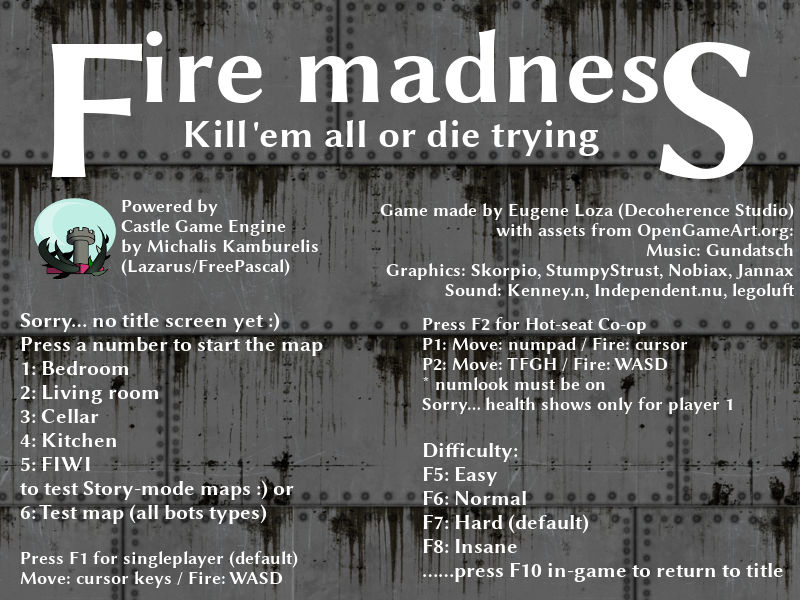 Fire madnesS
Kill 'em all or die trying
Powered by
Castle Game Engine
by Michalis Kamburelis
(Lazarus/FreePascal)
Game made by Eugene Loza (Decoherence Studio)
with assets from OpenGameArt.org:
Music: Gundatsch
Graphics: Skorpio, StumpyStrust, Nobiax, Jannax
Sound: Kenney.n, Independent.nu, legoluft
Sorry... no title screen yet :)
Press a number to start the map
1: Bedroom
2: Living room
3: Cellar
4: Kitchen
5: FIWI
to test Story-mode maps :) or
6: Test map (all bots types)
Press F1 for singleplayer (default)
Move: cursor keys / Fire: WASD
Press F2 for Hot-seat Co-op
P1: Move: numpad / Fire: cursor
P2: Move: TFGH / Fire: WASD
* numlook must be on
Sorry... health shows only for player 1
Difficulty:
F5: Easy
F6: Normal
F7: Hard (default)
F8: Insane
......press F10 in-game to return to title